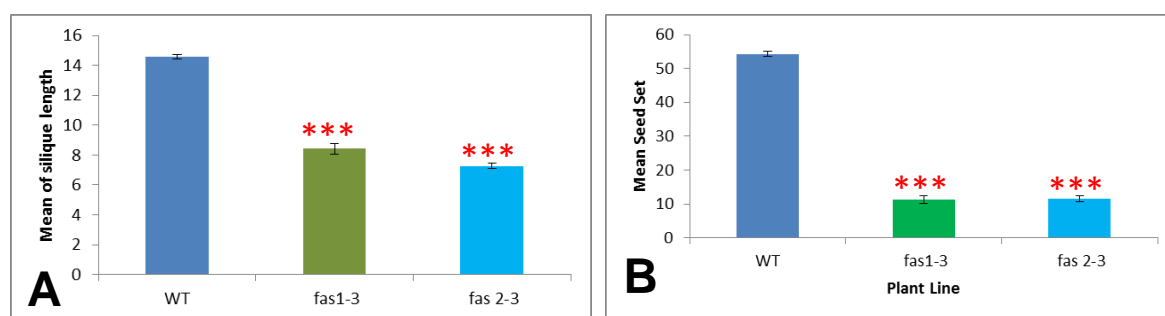 Mean of silique length
16
14
12
10
8
6
4
2
0
***
***
WT
fas1-3
fas 2-3
A
Mean Seed Set
60
50
40
30
20
10
0
***
***
WT
fas1-3
fas 2-3
Plant Line
B